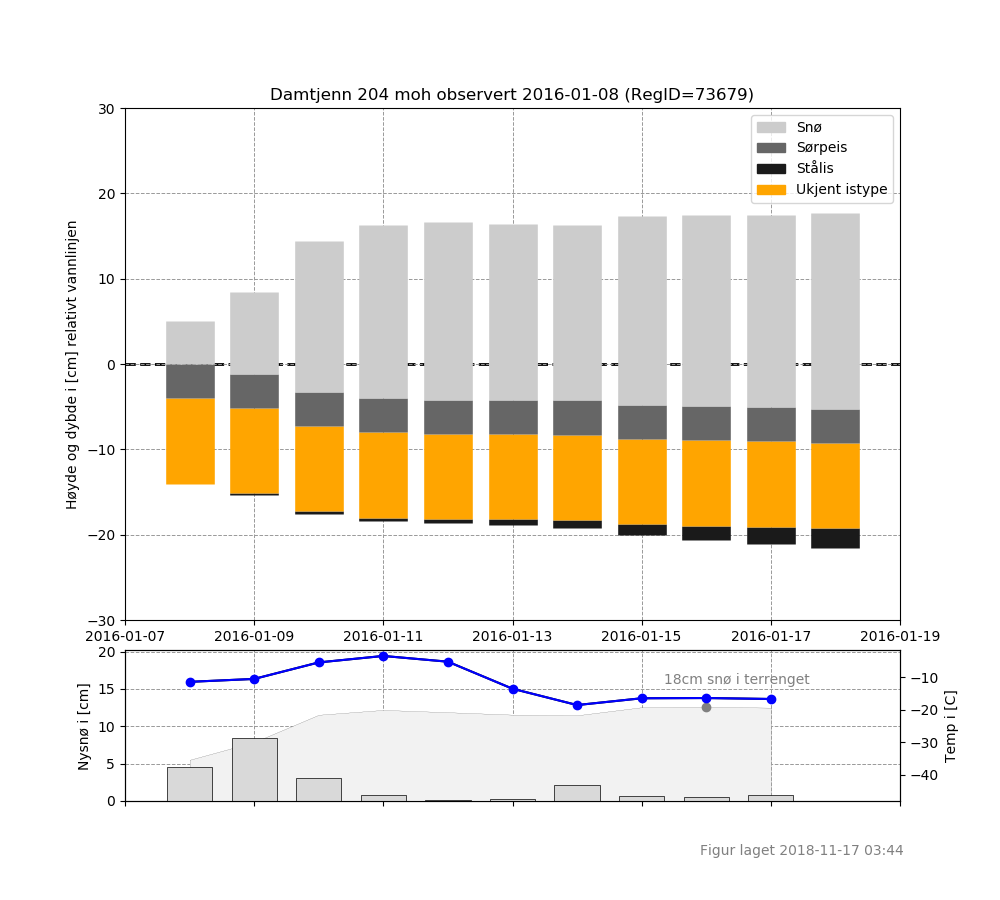 Damtjenn 204 moh observert 2016-01-08 (RegID=73679)
Høyde og dybde i [cm] relativt vannlinjen
30
20
10
0
−10
−20
−30
Snø
Sørpeis
Stålis
Ukjent istype
2016-01-07 2016-01-09 2016-01-11 2016-01-13 2016-01-15 2016-01-17 2016-01-19
Nysnø i [cm]
20
15
10
5
0
18cm snø i terrenget
−10
−20
−30
−40
Temp i [C]
Figur laget 2018-11-17 03:44